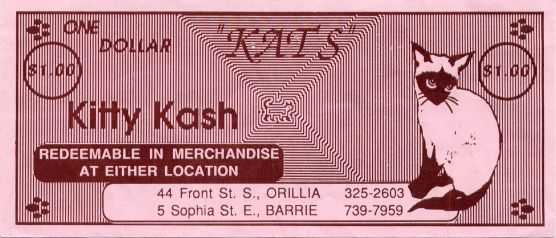 ONE
DOLLAR
"KATS"
$1.00
$1.00
Kitty Kash
REDEEMABLE IN MERCHANDISE
AT EITHER LOCATION
44 Front St. S., ORILLIA 325-2603
5 Sophia St. E., BARRIE 739-7959